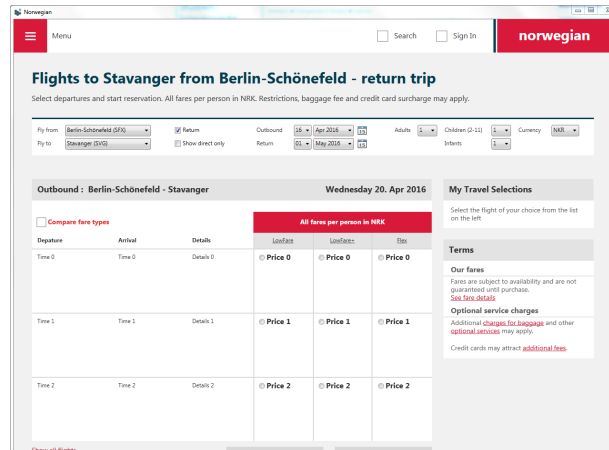 Norwegian
Menu
Search
Sign In
norwegian
Flights to Stavanger from Berlin-Schönefeld - return trip
Select departures and start reservation. All fares per person in NRK. Restrictions, baggage fee and credit card surcharge may apply.
Fly from Berlin-Schönefeld (SFX) Return Outbound 16 Apr 2016 Adults 1 Children (2-11) 1 Currency NKR
Fly to Stavanger (SVG) Show direct only Return 01 May 2016 Infants 1
Outbound : Berlin-Schönefeld - Stavanger Wednesday 20. Apr 2016
Compare fare types All fares per person in NRK
Depature Arrival Details LowFare LowFare+ Flex
Time 0 Time 0 Details 0 Price 0 Price 0 Price 0
Time 1 Time 1 Details 1 Price 1 Price 1 Price 1
Time 2 Time 2 Details 2 Price 2 Price 2 Price 2
Show all flights
My Travel Selections
Select the flight of your choice from the list
on the left
Terms
Our fares
Fares are subject to availability and are not
guaranteed until purchase.
See fare details
Optional service charges
Additional charges for baggage and other
optional services may apply.
Credit cards may attract additional fees.